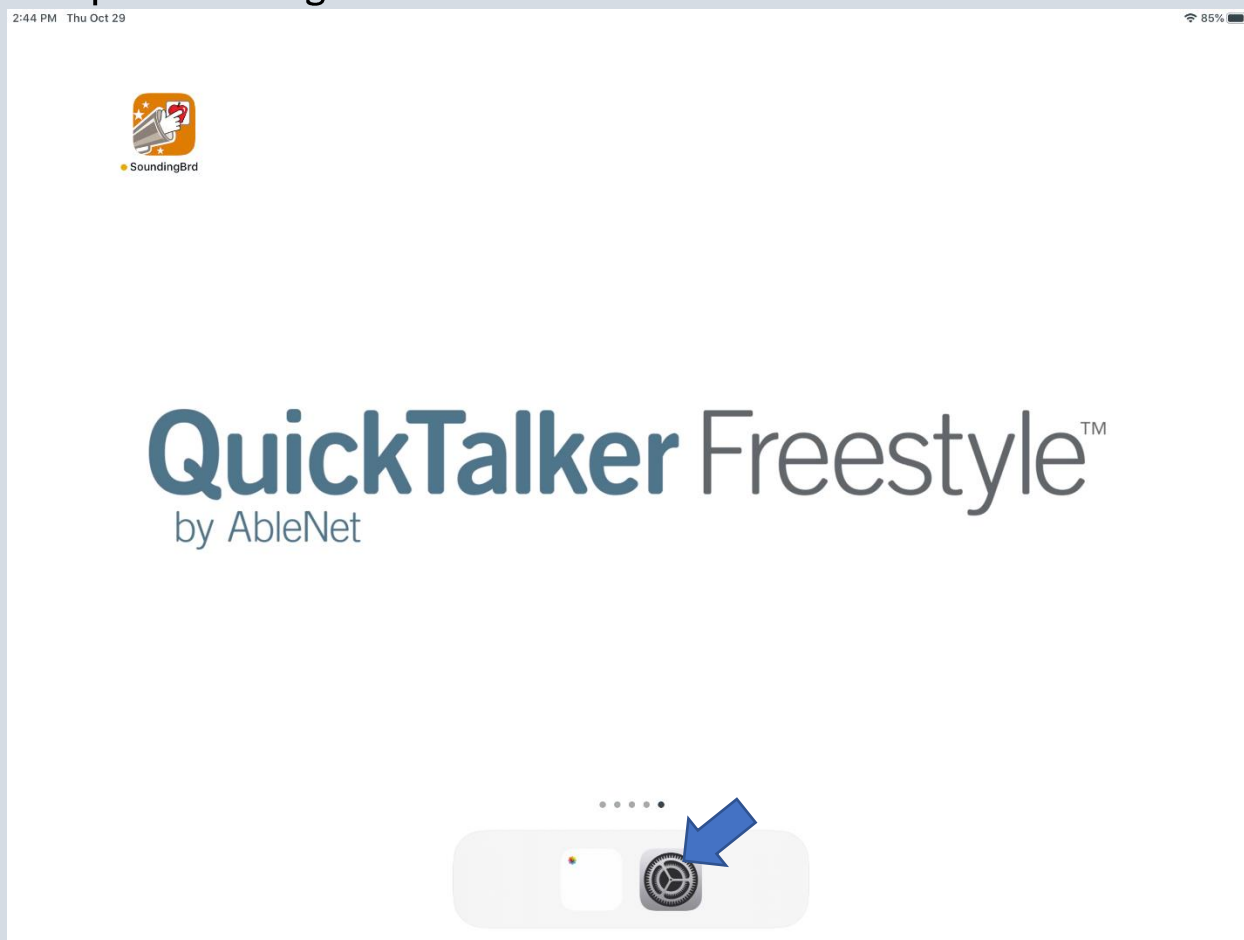 2:44 PM Thu Oct 29
85%
SoundingBrd
QuickTalker Freestyle™
by AbleNet